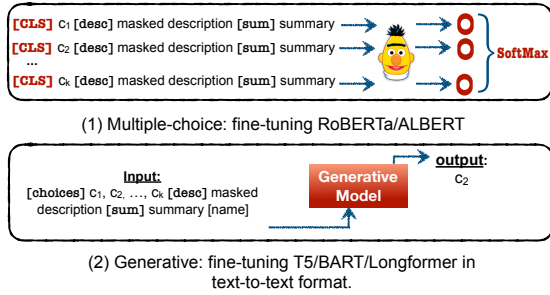 [CLS] c1 [desc] masked description [sum] summary
[CLS] c2 [desc] masked description [sum] summary
...
[CLS] ck [desc] masked description [sum] summary
SoftMax
(1) Multiple-choice: fine-tuning RoBERTa/ALBERT
Input:
[choices] c1, c2, …, ck [desc] masked
description [sum] summary [name]
Generative
Model
output:
c2
(2) Generative: fine-tuning T5/BART/Longformer in
text-to-text format.